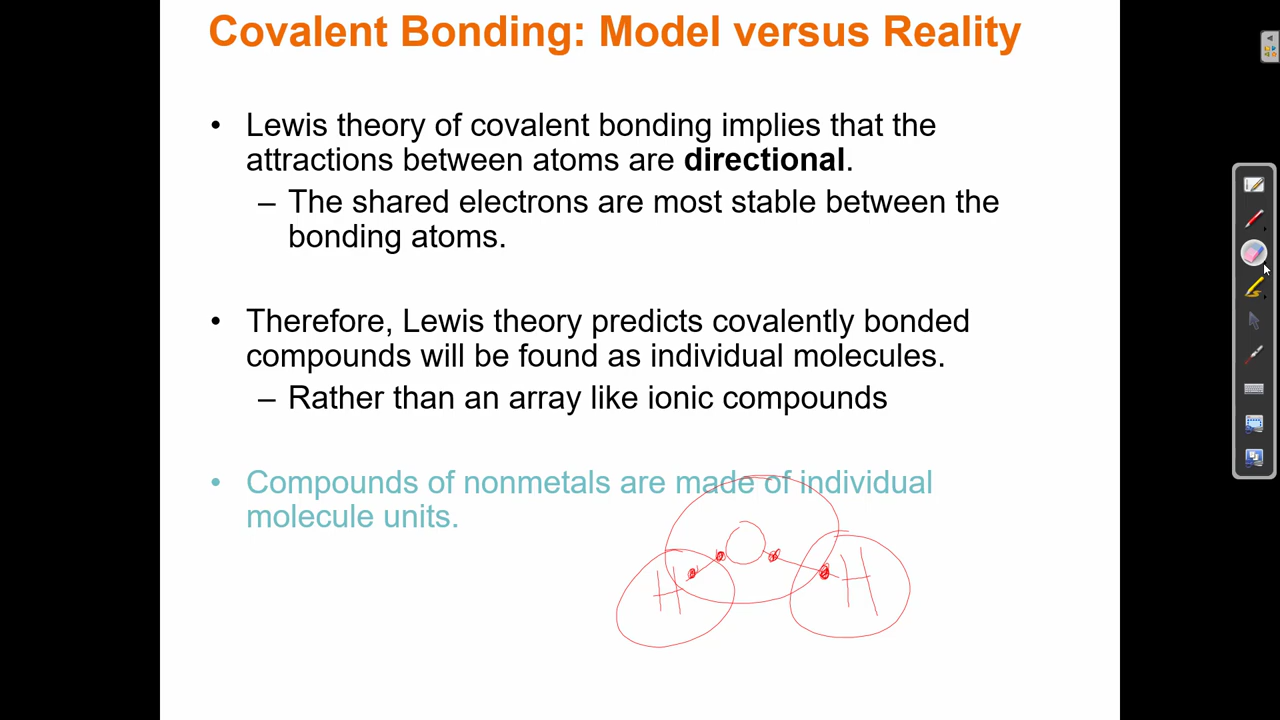 Covalent Bonding: Model versus Reality
• Lewis theory of covalent bonding implies that the
attractions between atoms are directional.
– The shared electrons are most stable between the
bonding atoms.
• Therefore, Lewis theory predicts covalently bonded
compounds will be found as individual molecules.
– Rather than an array like ionic compounds
• Compounds of nonmetals are made of individual
molecule units.
H O H